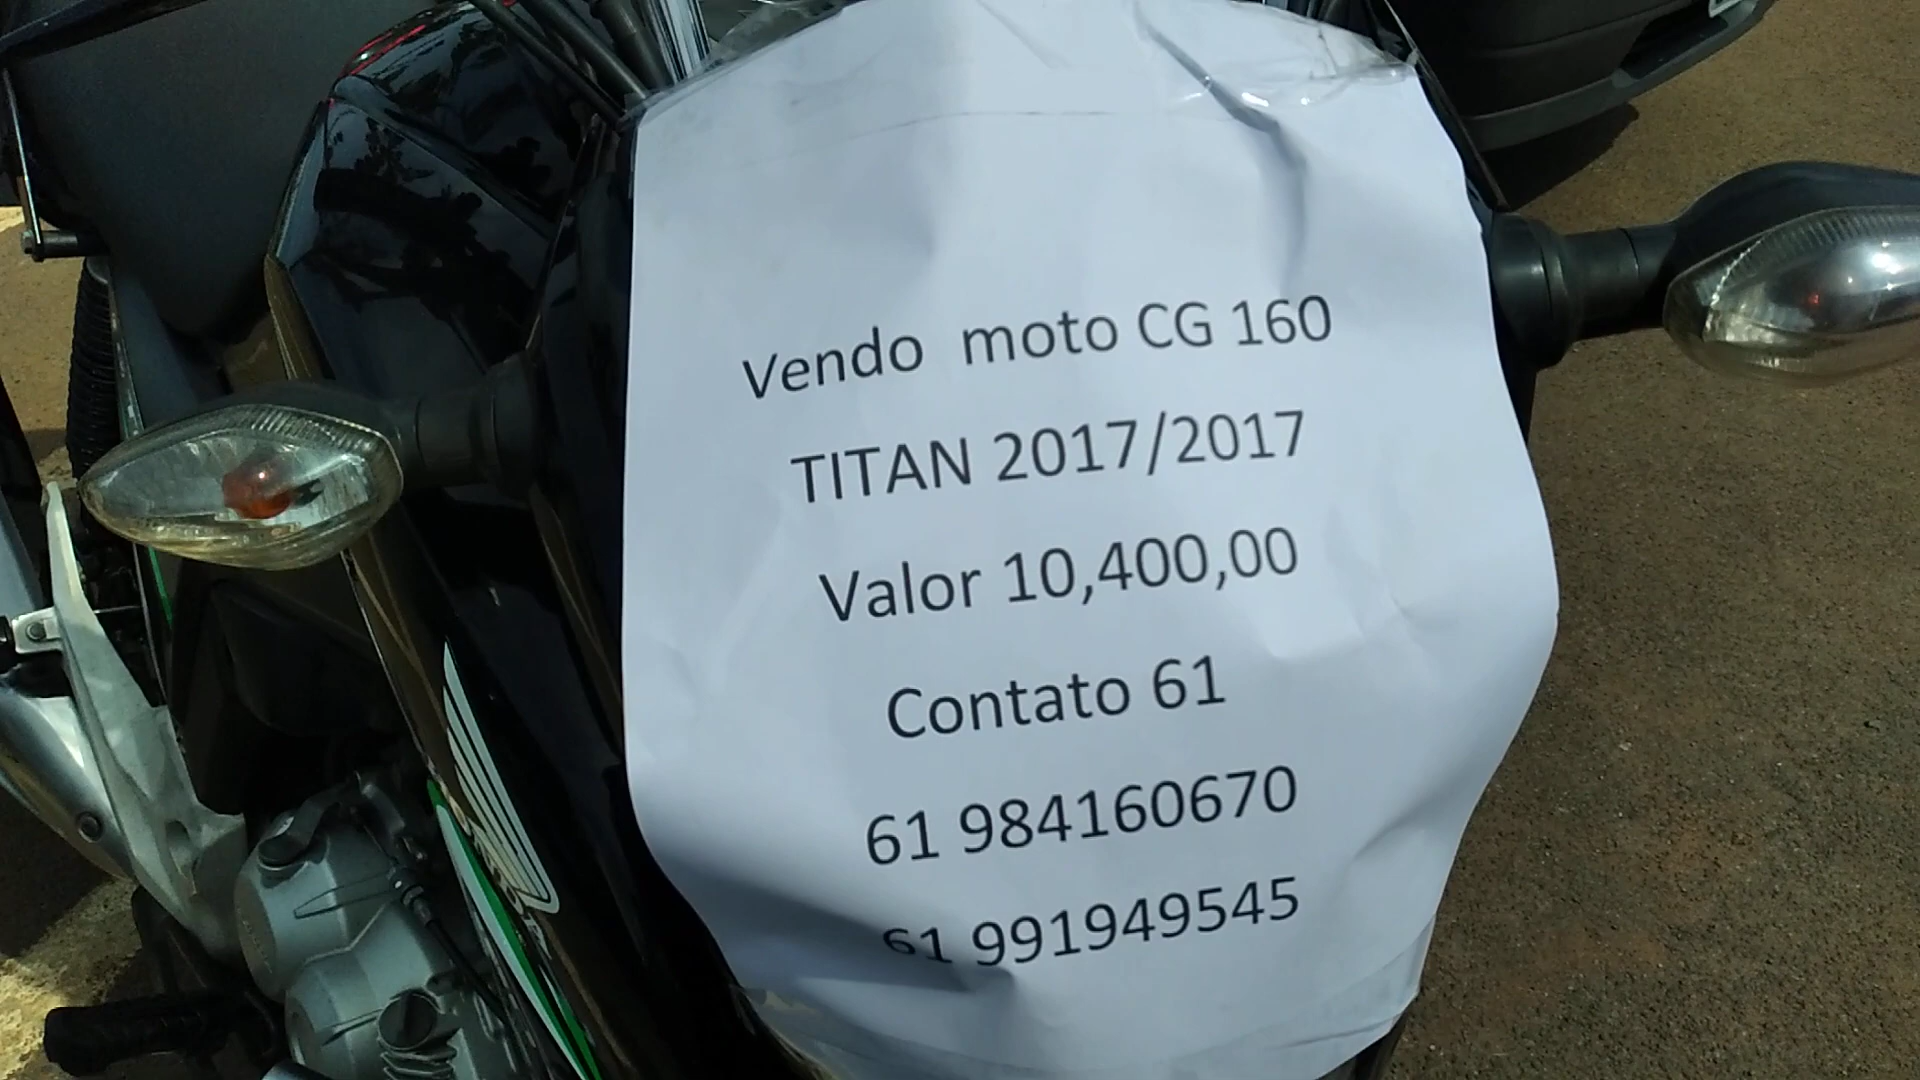 Vendo moto CG 160
TITAN 2017/2017
Valor 10,400,00
Contato 61
61 984160670
61 991949545